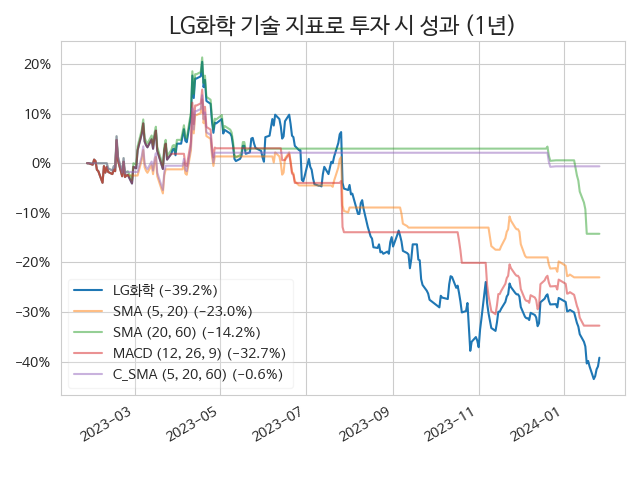 LG화학 기술 지표로 투자 시 성과 (1년)
20%
10%
0%
−10%
−20%
−30%
−40%
LG화학 (−39.2%)
SMA (5, 20) (−23.0%)
SMA (20, 60) (−14.2%)
MACD (12, 26, 9) (−32.7%)
C_SMA (5, 20, 60) (−0.6%)
2023−03
2023−05
2023−07
2023−09
2023−11
2024−01